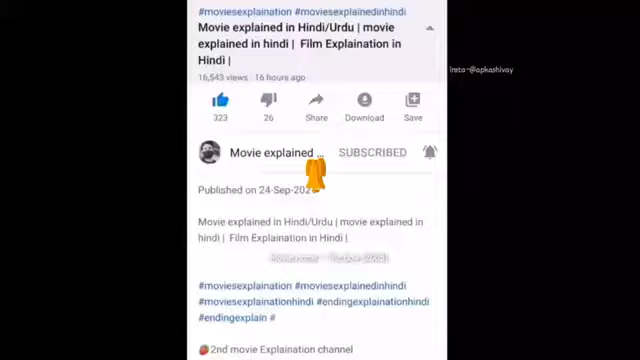 #moviesexplaination #moviesexplainedinhindi
Movie explained in Hindi/Urdu | movie
explained in hindi | Film Explaination in
Hindi |
16,543 views · 16 hours ago
Insta-@apkashivay
323
26
Share
Download
Save
Movie explained ...
SUBSCRIBED
Published on 24-Sep-202
Movie explained in Hindi/Urdu | movie explained in
hindi | Film Explaination in Hindi |
#moviesexplaination #moviesexplainedinhindi
#moviesexplainationhindi #endingexplainationhindi
#endingexplain #
2nd movie Explaination channel